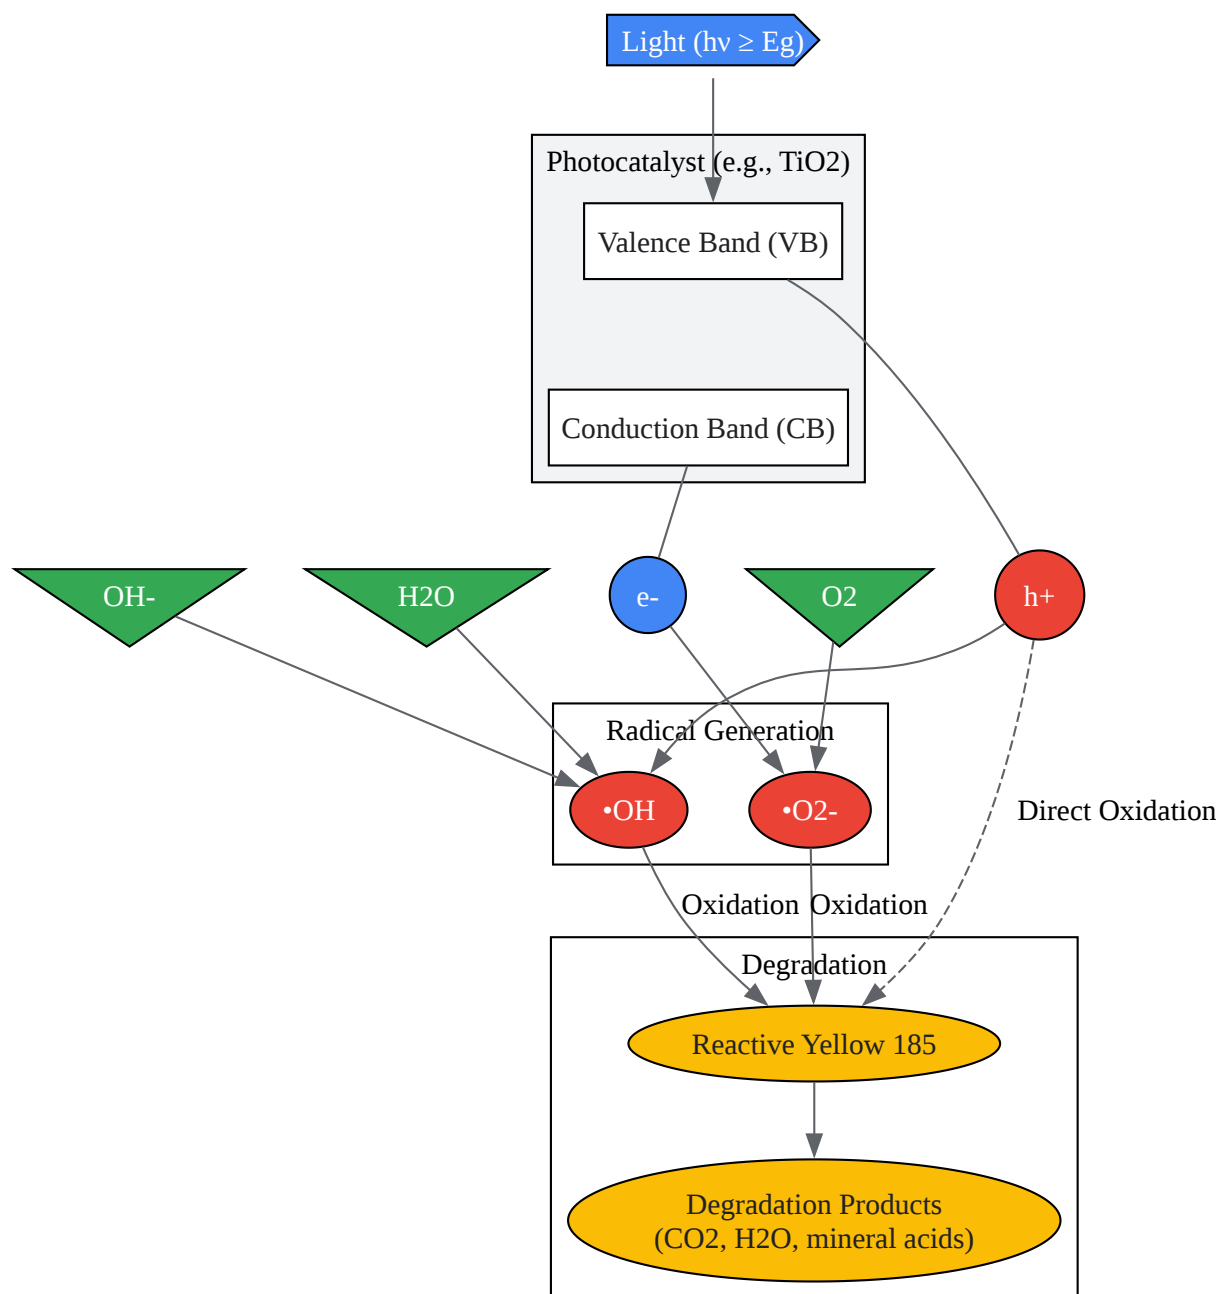 Light (hν ≥ Eg)
Photocatalyst (e.g., TiO2)
Valence Band (VB)
Conduction Band (CB)
OH-
H2O
e-
O2
h+
Radical Generation
•OH
•O2-
Direct Oxidation
Oxidation
Oxidation
Degradation
Reactive Yellow 185
Degradation Products
(CO2, H2O, mineral acids)